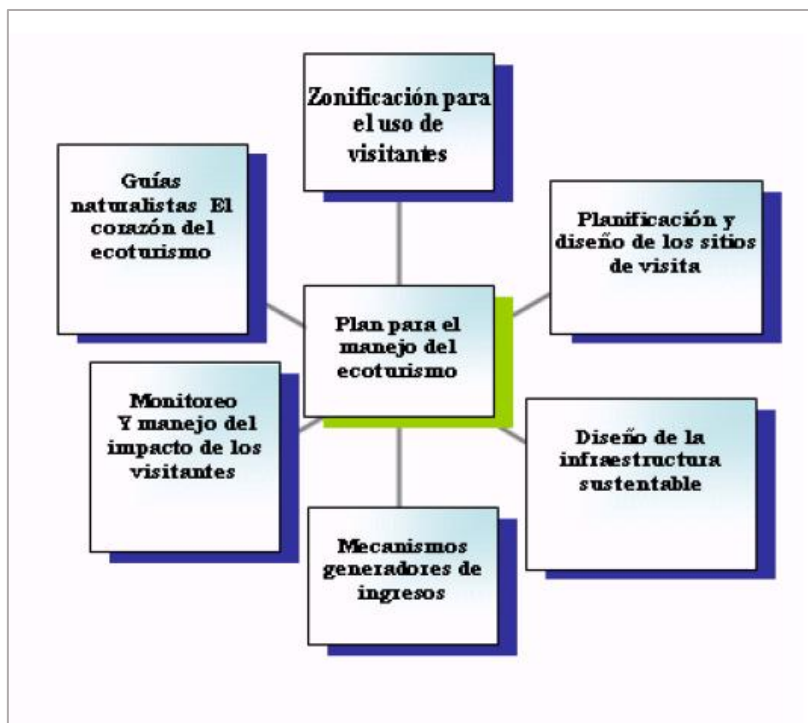 Zonificación para
el uso de
visitantes
Guías
naturalistas El
corazón del
ecoturismo
Planificación y
diseño de los sitios
de visita
Plan para el
manejo del
ecoturismo
Monitoreo
Y manejo del
impacto de los
visitantes
Diseño de la
infraestructura
sustentable
Mecanismos
generadores de
ingresos